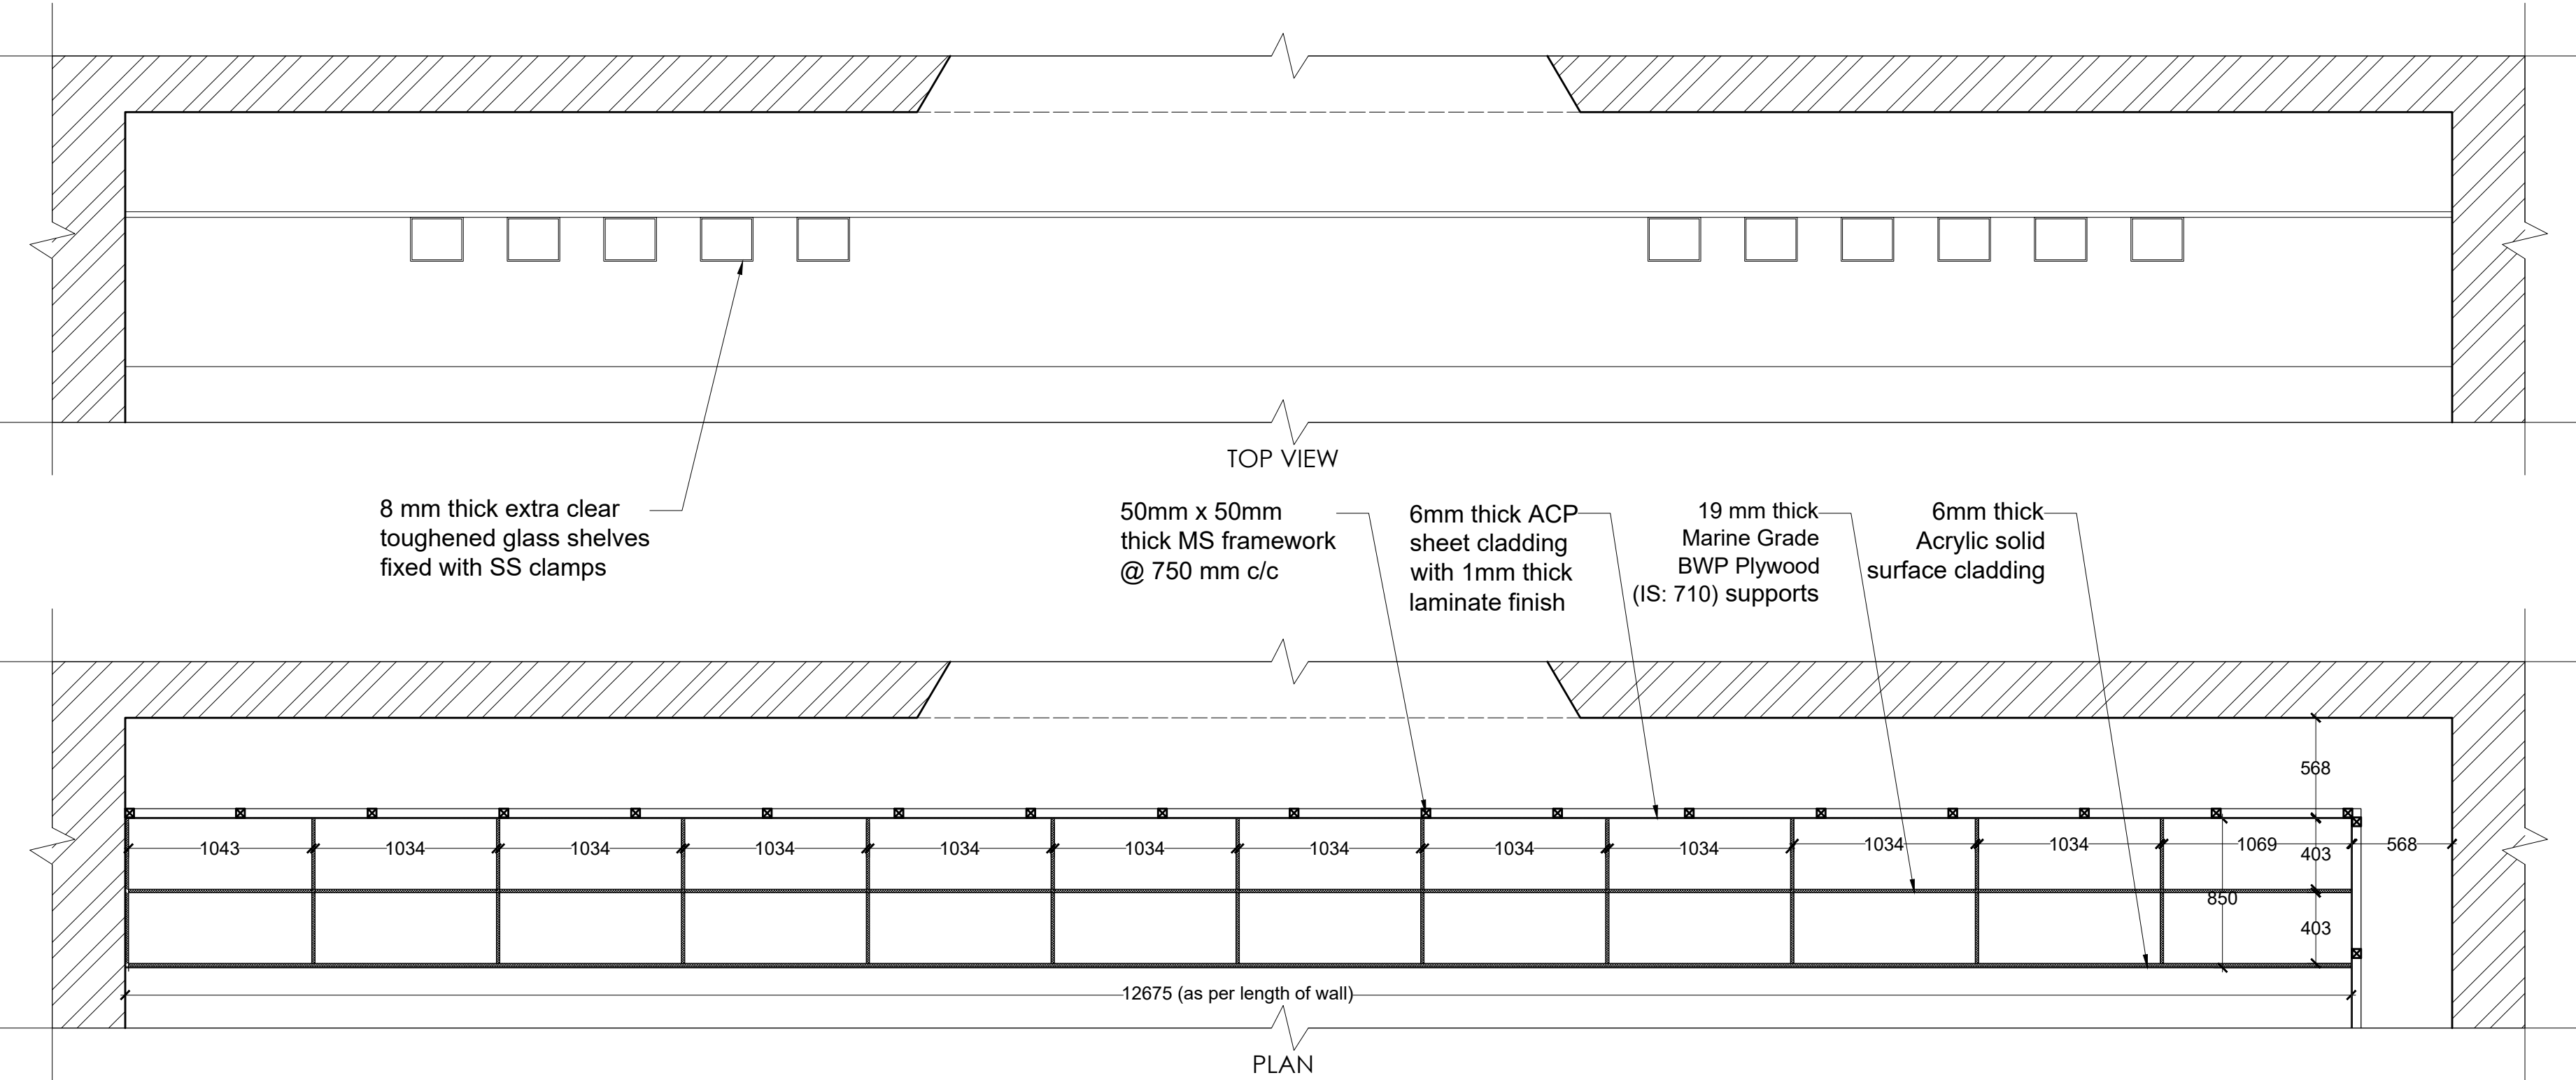 TOP VIEW
8 mm thick extra clear
toughened glass shelves
fixed with SS clamps
50mm x 50mm
thick MS framework
@ 750 mm c/c
6mm thick ACP
sheet cladding
with 1mm thick
laminate finish
19 mm thick
Marine Grade
BWP Plywood
(IS: 710) supports
6mm thick
Acrylic solid
surface cladding
568
1043 1034 1034 1034 1034 1034 1034 1034 1034 1034 1034 1069 568
403
850
403
12675 (as per length of wall)
PLAN